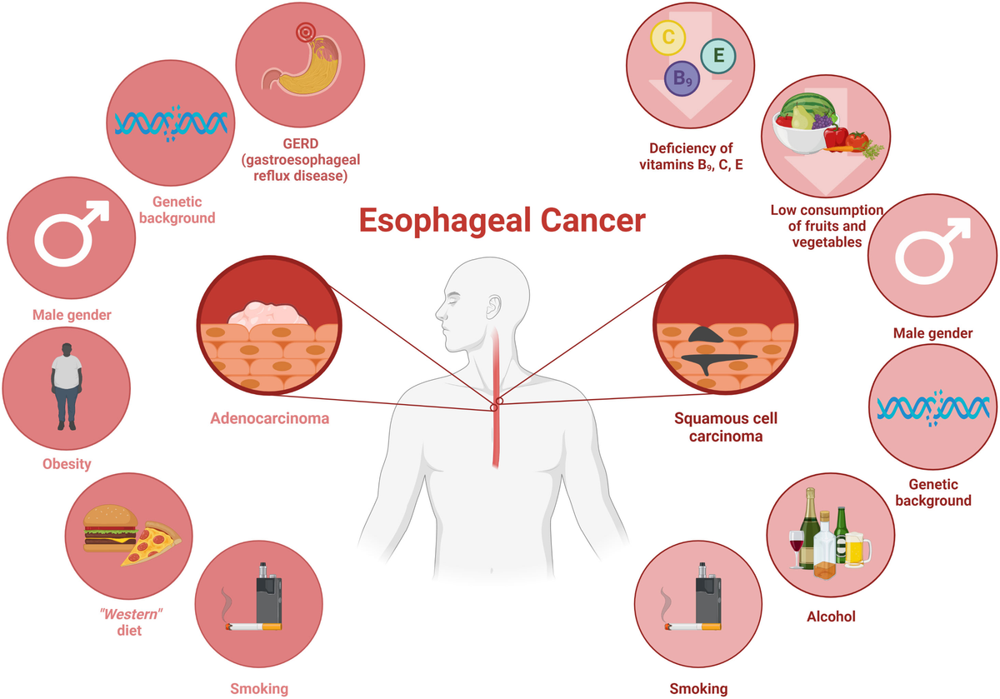 Esophageal Cancer
GERD
(gastroesophageal
reflux disease)
Genetic
background
Male gender
Obesity
"Western"
diet
Smoking
Adenocarcinoma
C
E
B₉
Deficiency of
vitamins B₉, C, E
Low consumption
of fruits and
vegetables
Male gender
Genetic
background
Alcohol
Smoking
Squamous cell
carcinoma